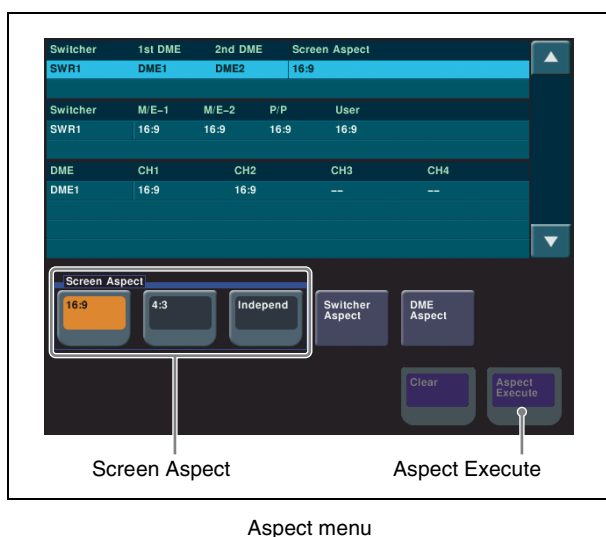 Switcher 1st DME 2nd DME Screen Aspect
SWR1 DME1 DME2 16:9
Switcher M/E–1 M/E–2 P/P User
SWR1 16:9 16:9 16:9 16:9
DME CH1 CH2 CH3 CH4
DME1 16:9 16:9 –– ––
Screen Aspect
16:9 4:3 Independ Switcher Aspect DME Aspect
Clear Aspect Execute
Screen Aspect Aspect Execute
Aspect menu